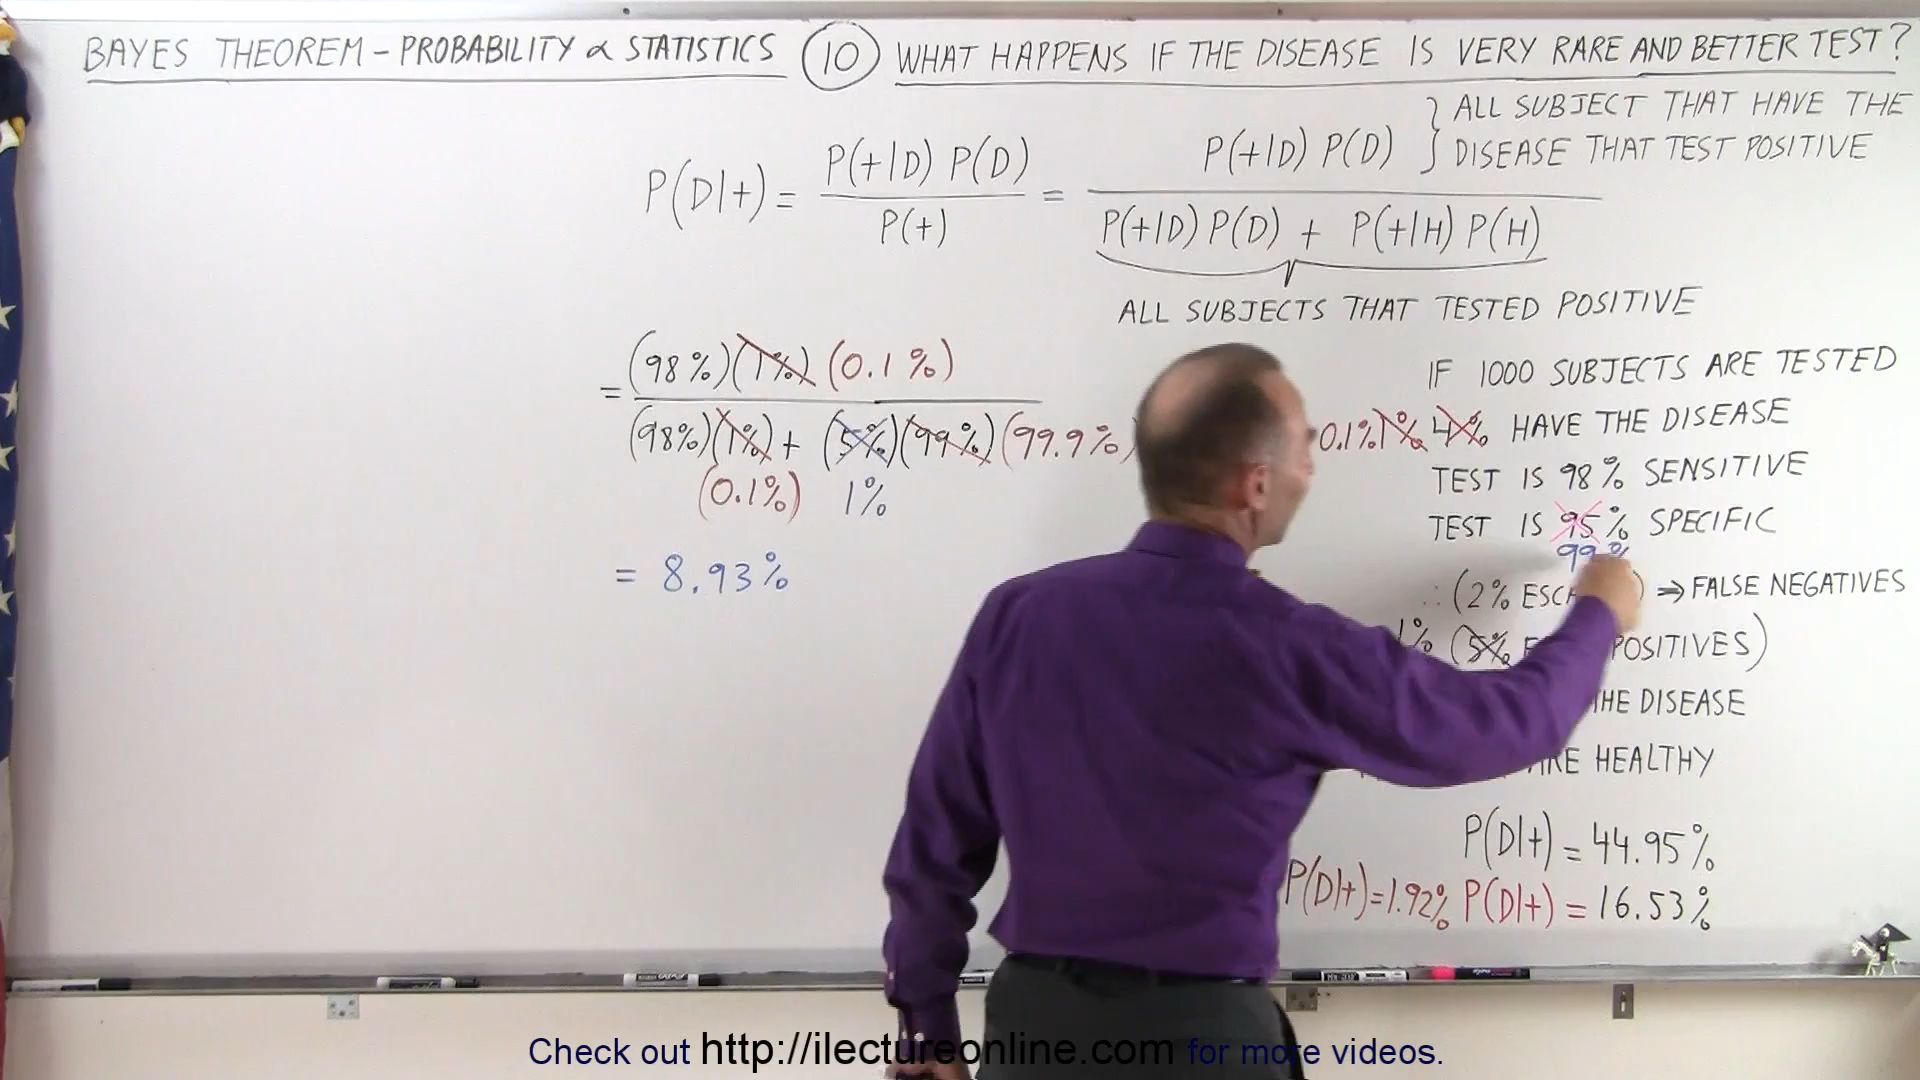 BAYES THEOREM – PROBABILITY & STATISTICS (10) WHAT HAPPENS IF THE DISEASE IS VERY RARE AND BETTER TEST?
P(D|+) = P(+|D) P(D) / P(+) = P(+|D) P(D) / P(+|D) P(D) + P(+|H) P(H)
} ALL SUBJECT THAT HAVE THE
DISEASE THAT TEST POSITIVE
ALL SUBJECTS THAT TESTED POSITIVE
= (98%)(1%)(0.1%)
(98%)(1%) + (5%)(99%)(99.9%)
(0.1%) 1%
= 8.93%
IF 1000 SUBJECTS ARE TESTED
0.1% 1% 4% HAVE THE DISEASE
TEST IS 98% SENSITIVE
TEST IS 95% SPECIFIC
99%
∴ (2% ) ⇒ FALSE NEGATIVES
1% (5% POSITIVES)
THE DISEASE
HEALTHY
P(D|+) = 44.95%
P(D|+) = 1.92% P(D|+) = 16.53%
Check out http://ilectureonline.com for more videos.